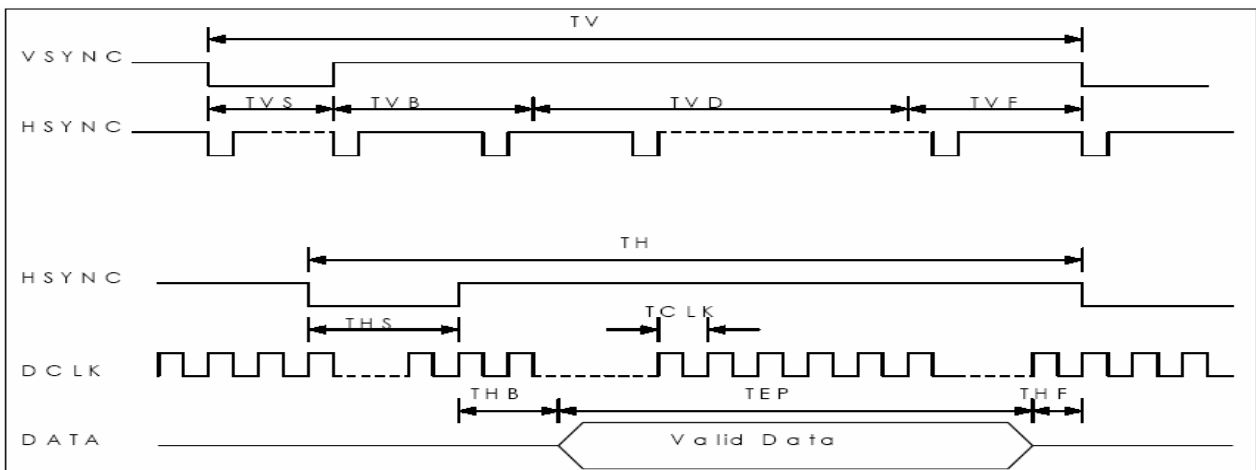 TV
VSYNC
TVS TVB TVD TVF
HSYNC
TH
HSYNC
TCLK
THS
DCLK
THB TEP THF
DATA Valid Data